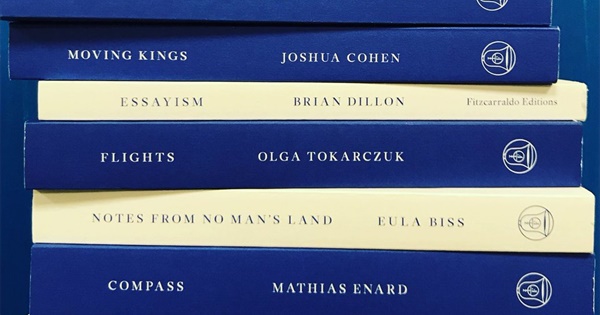 MOVING KINGS JOSHUA COHEN
ESSAYISM BRIAN DILLON Fitzcarraldo Editions
FLIGHTS OLGA TOKARCZUK
NOTES FROM NO MAN'S LAND EULA BISS
COMPASS MATHIAS ENARD